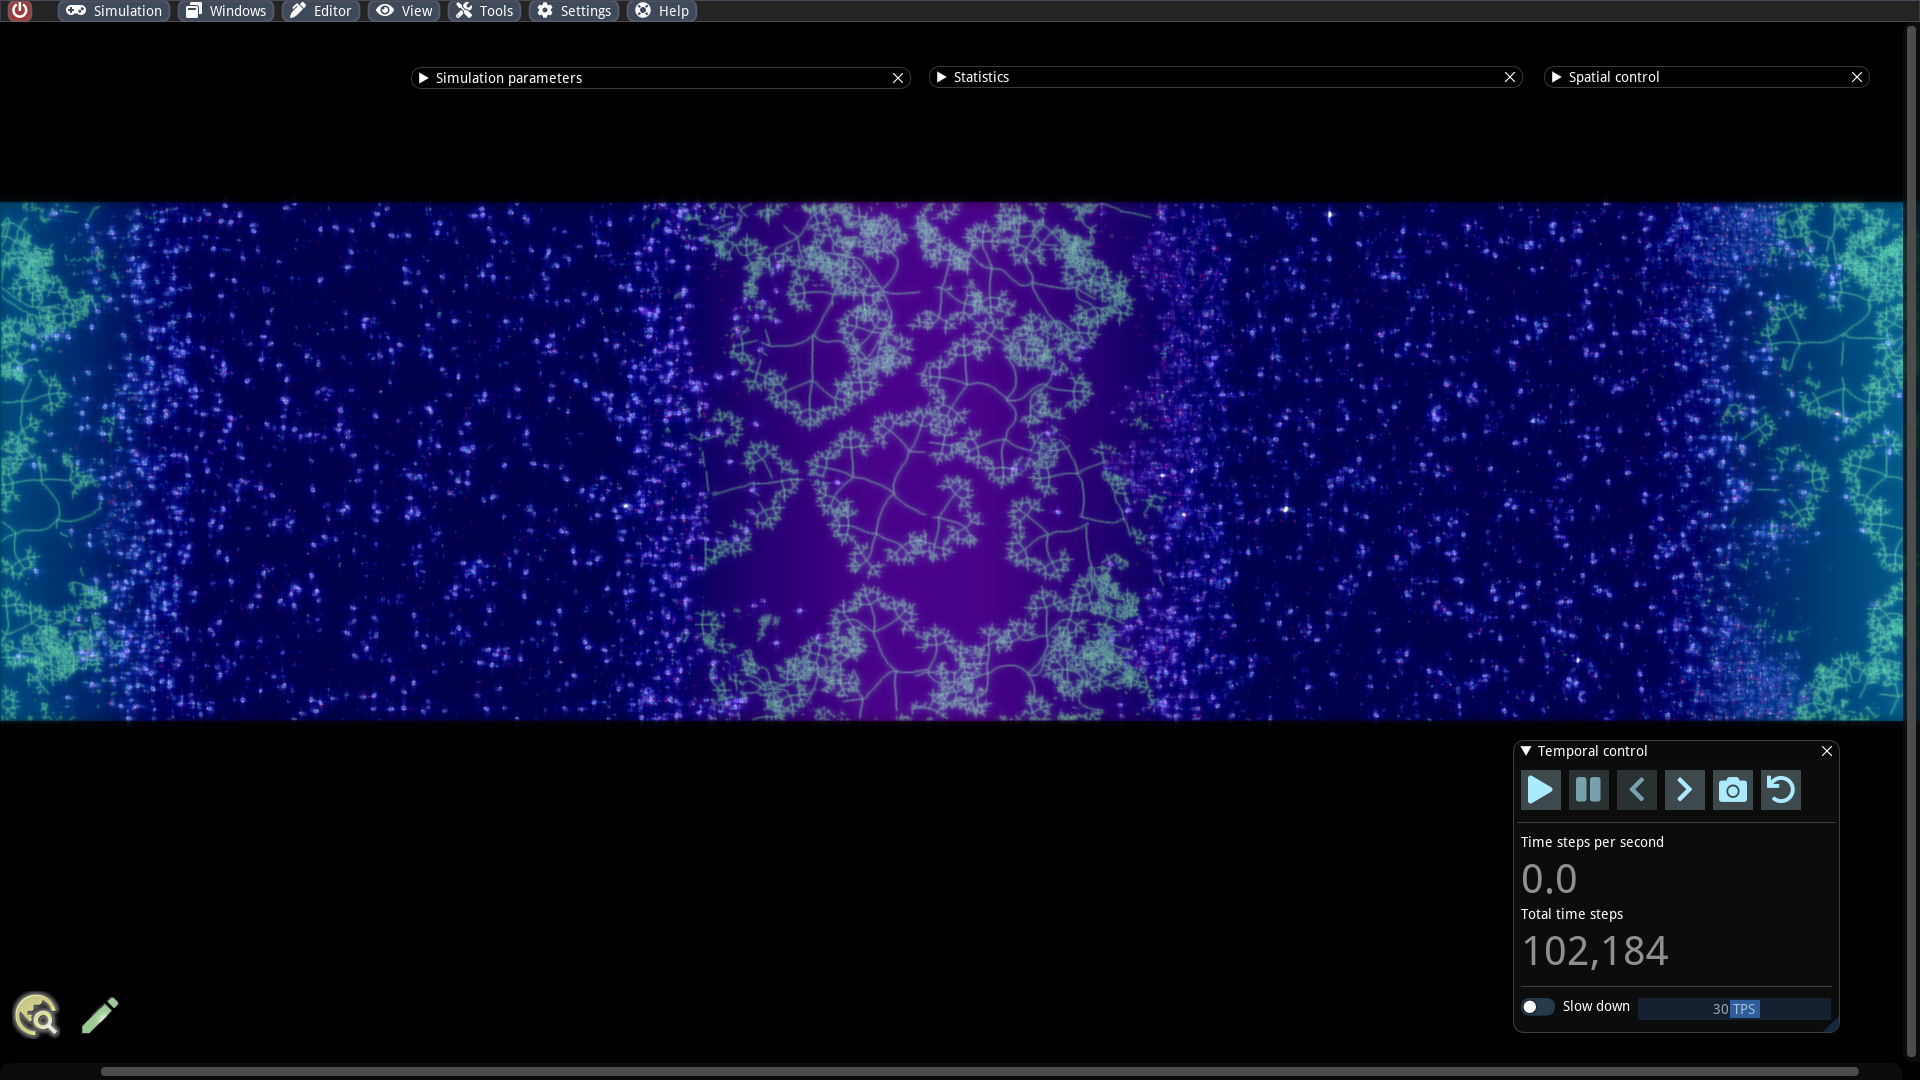 Simulation Windows Editor View Tools Settings Help
Simulation parameters
Statistics
Spatial control
Temporal control
Time steps per second
0.0
Total time steps
102,184
Slow down 30 TPS